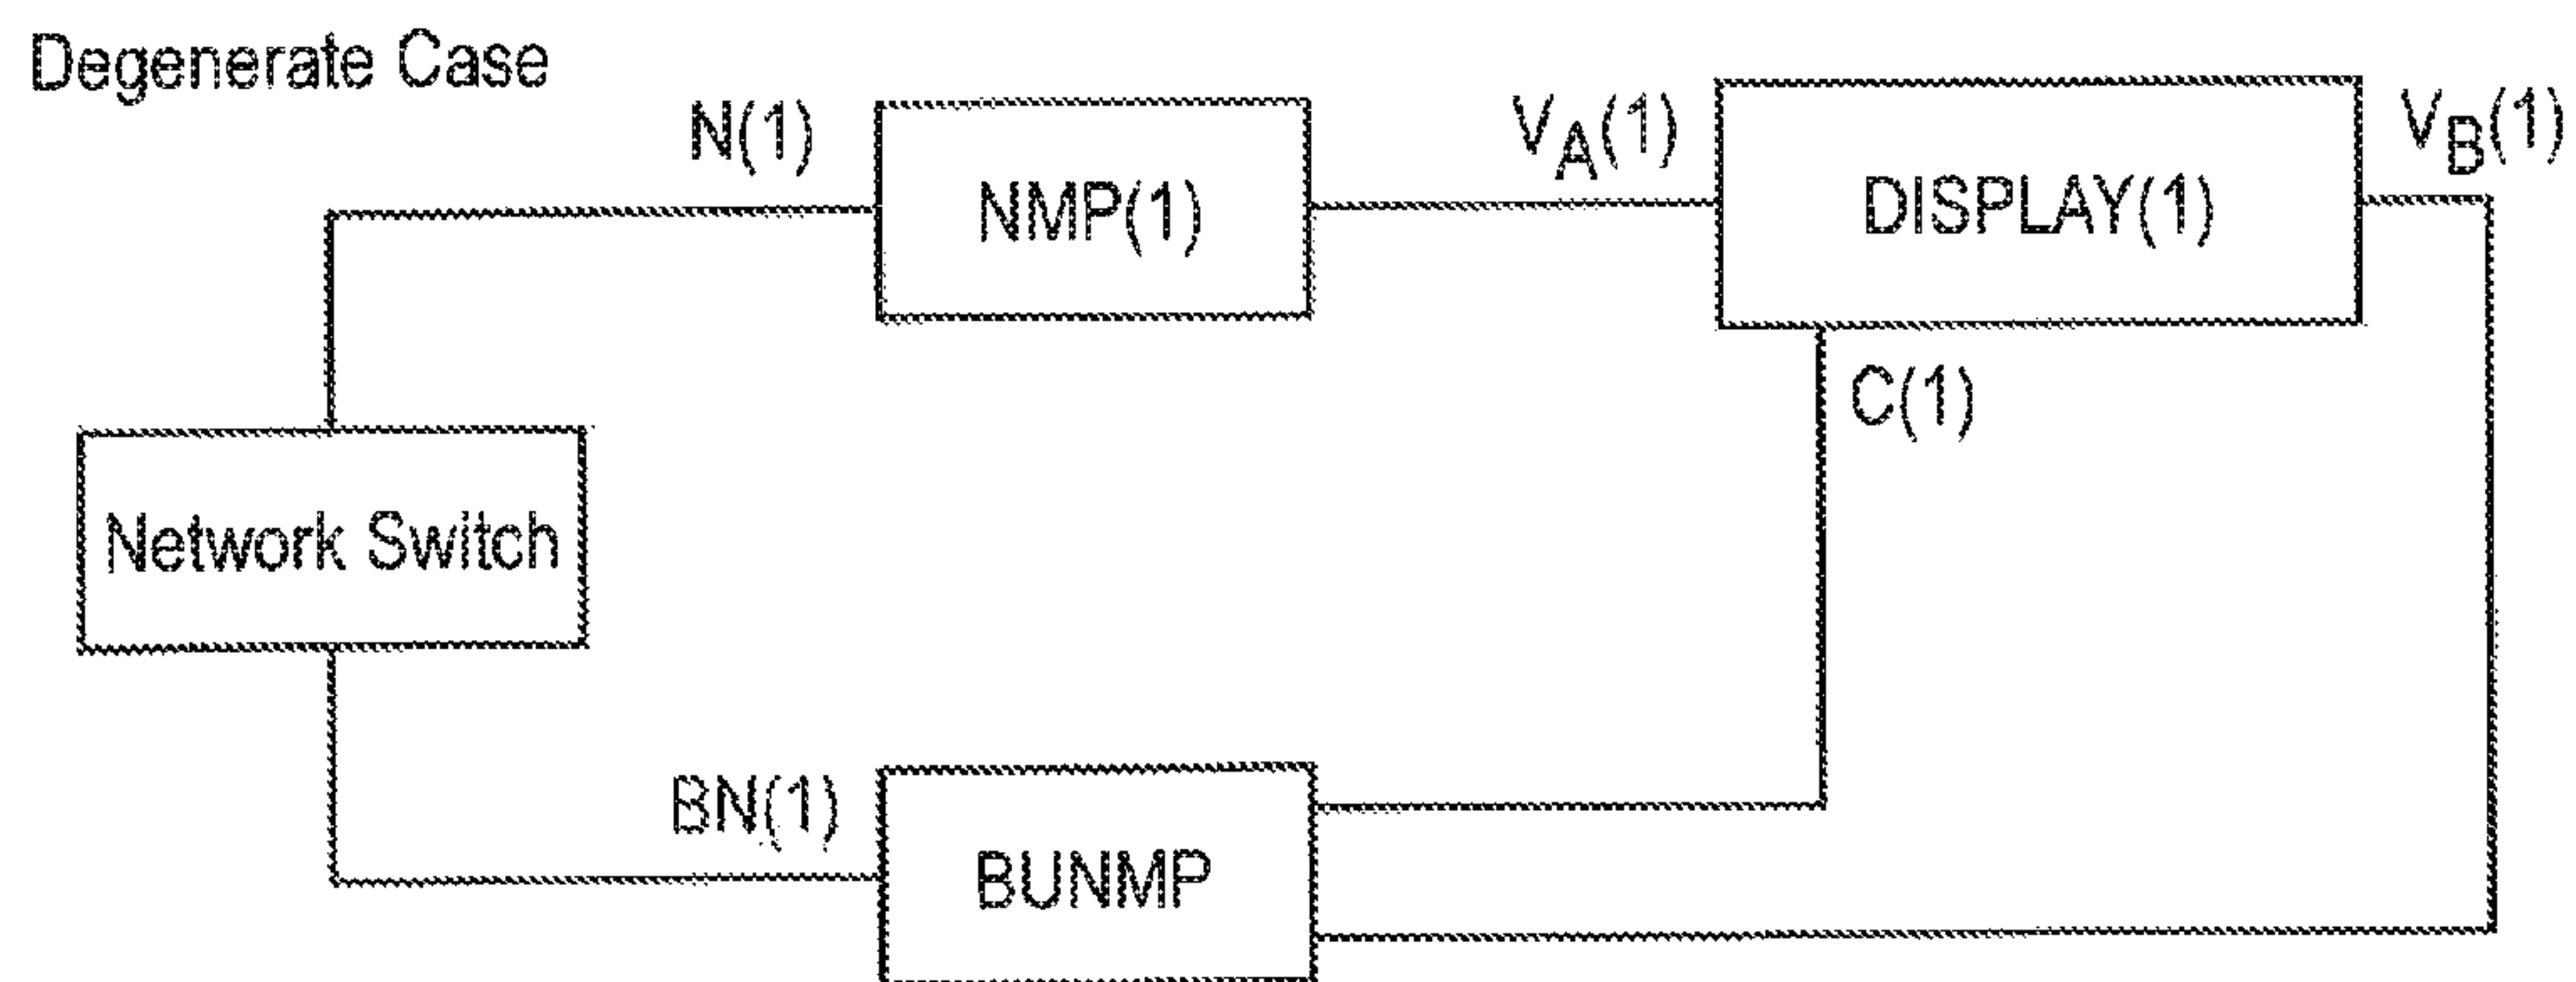 Degenerate Case
N(1)
NMP(1)
VA(1)
DISPLAY(1)
VB(1)
C(1)
Network Switch
BN(1)
BUNMP